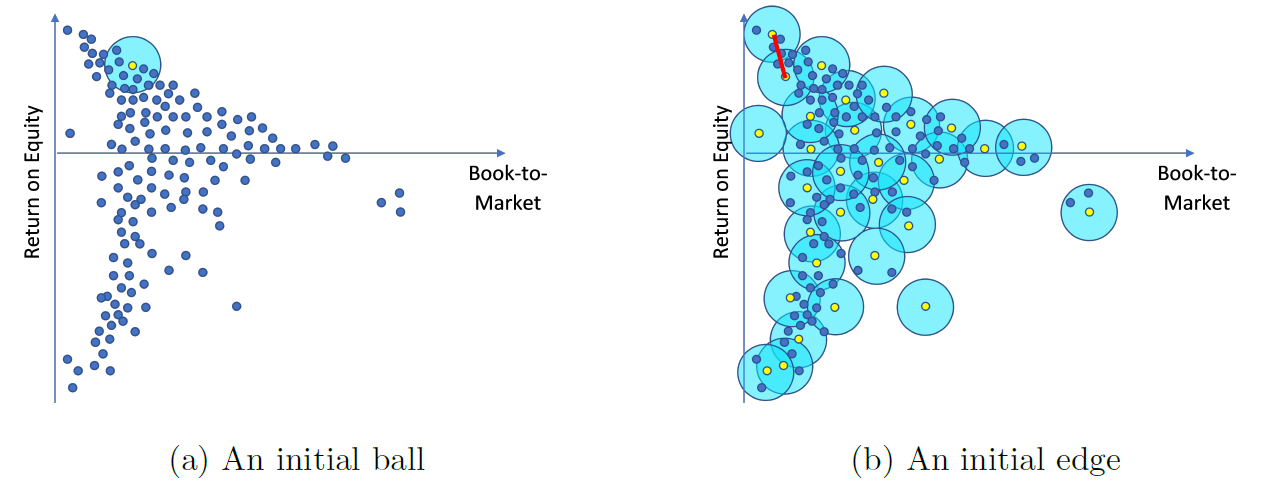 Return on Equity
Book-to-
Market
Return on Equity
Book-to-
Market
(a) An initial ball
(b) An initial edge